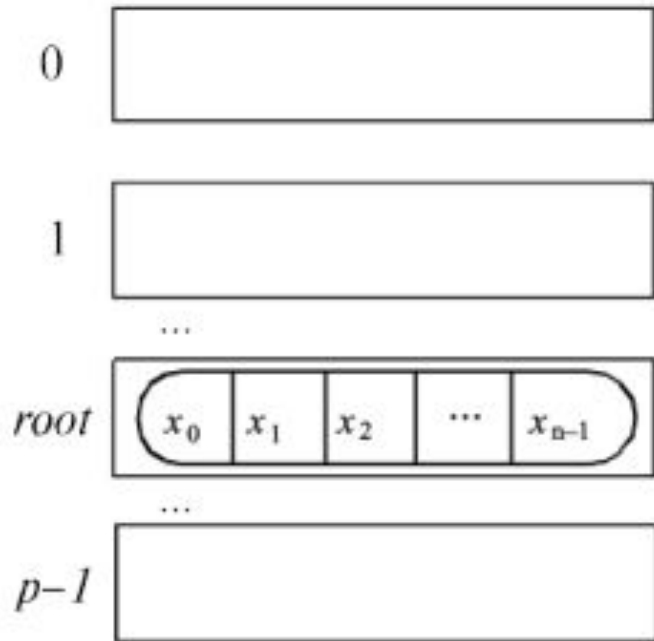 0
1
...
root x₀ x₁ x₂ ... xₙ₋₁
...
p-1